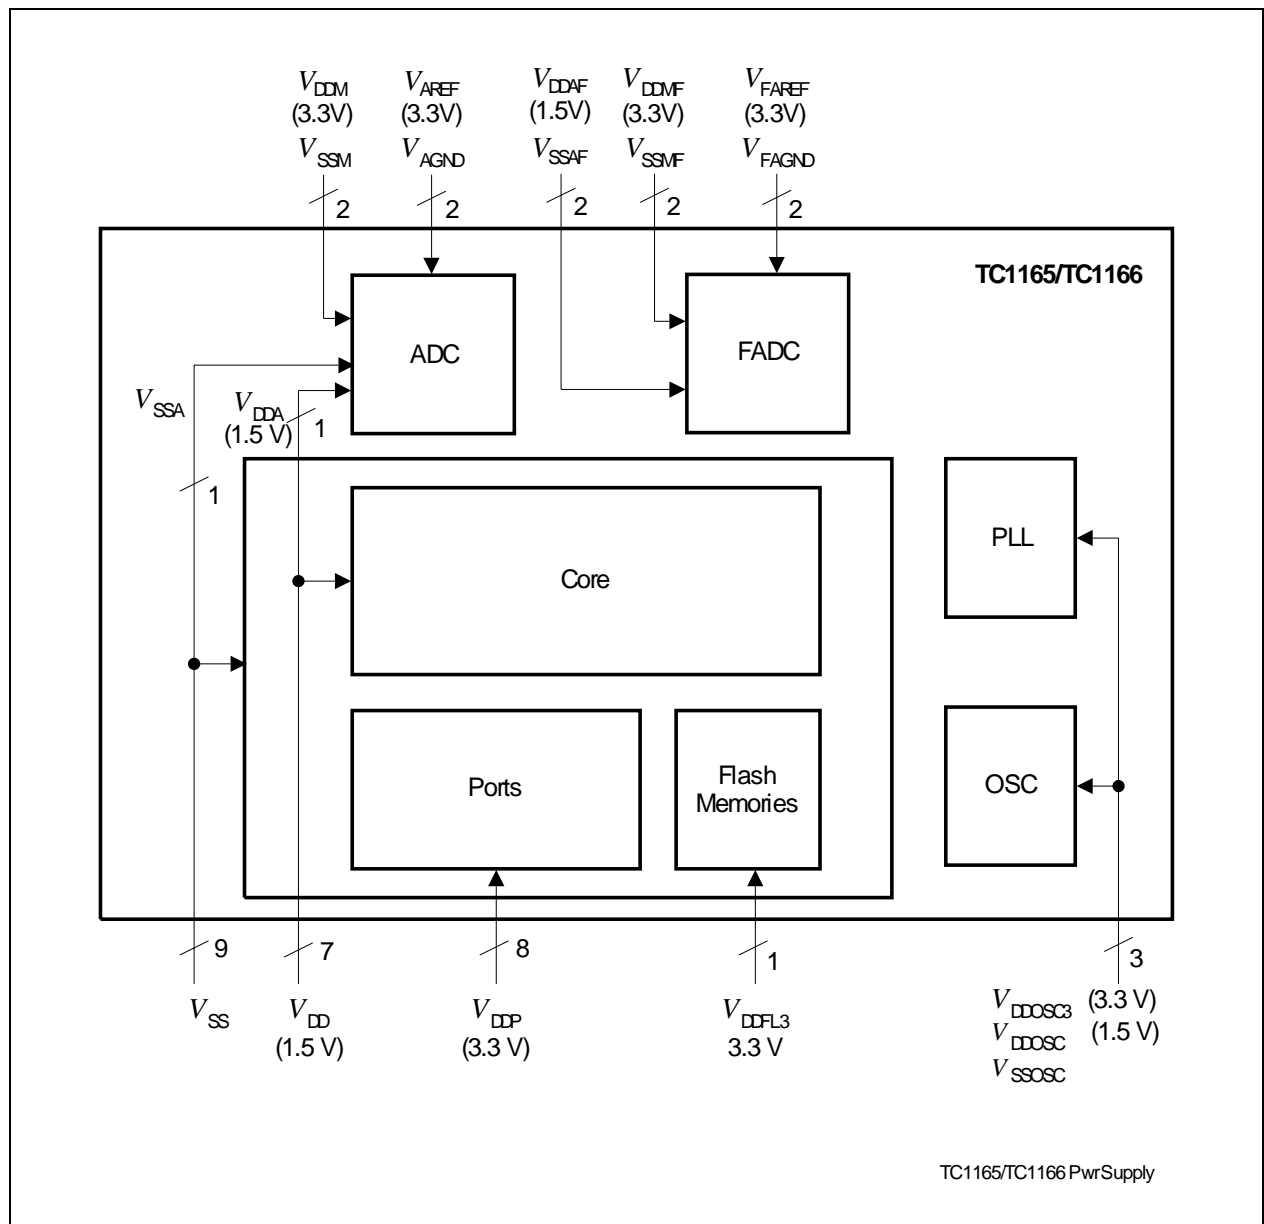 VDDM VAREF VDDAF VDDMF VFAREF
(3.3V) (3.3V) (1.5V) (3.3V) (3.3V)
VSSM VAGND VSSAF VSSMF VFAGND
2 2 2 2 2
TC1165/TC1166
ADC FADC
VSSA VDDA 1
(1.5 V)
1
PLL
Core
Flash
Ports OSC
Memories
9 7 8 1 3
VSS VDD VDDP VDDFL3 VDDOSC3 (3.3 V)
(1.5 V) (3.3 V) 3.3 V VDDOSC (1.5 V)
VSSOSC
TC1165/TC1166 PwrSupply